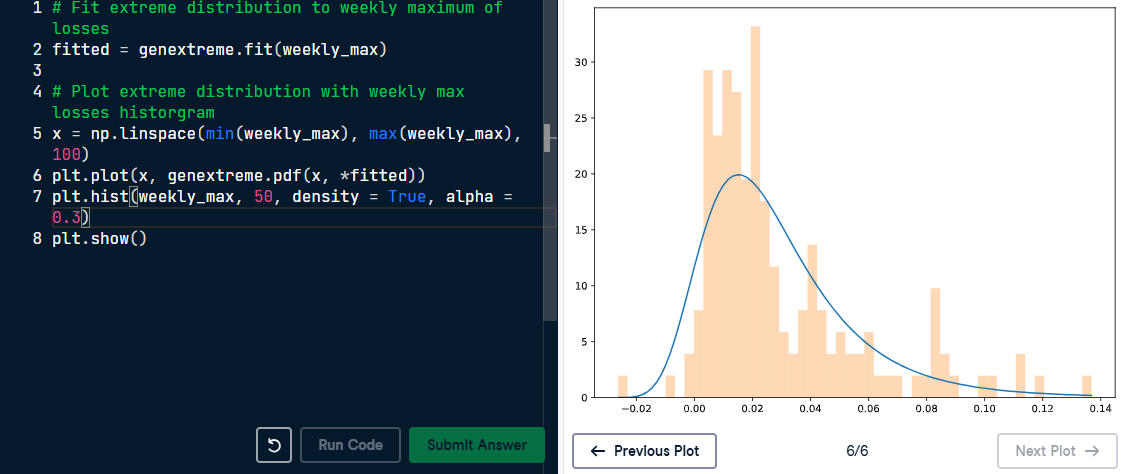 1 # Fit extreme distribution to weekly maximum of
losses
2 fitted = genextreme.fit(weekly_max)
3
4 # Plot extreme distribution with weekly max
losses historgram
5 x = np.linspace(min(weekly_max), max(weekly_max),
100)
6 plt.plot(x, genextreme.pdf(x, *fitted))
7 plt.hist(weekly_max, 50, density = True, alpha =
0.3)
8 plt.show()
Run Code
Submit Answer
30
25
20
15
10
5
0
−0.02 0.00 0.02 0.04 0.06 0.08 0.10 0.12 0.14
← Previous Plot
6/6
Next Plot →